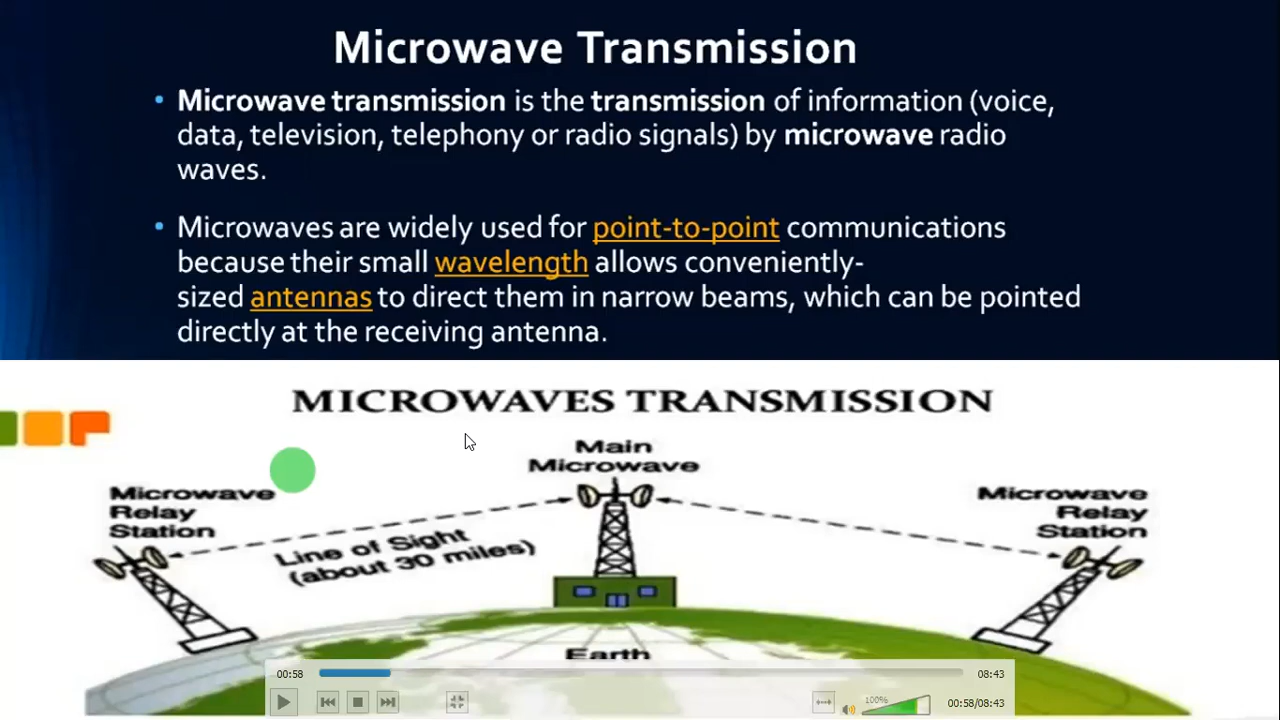 Microwave Transmission
• Microwave transmission is the transmission of information (voice,
data, television, telephony or radio signals) by microwave radio
waves.
• Microwaves are widely used for point-to-point communications
because their small wavelength allows conveniently-
sized antennas to direct them in narrow beams, which can be pointed
directly at the receiving antenna.
MICROWAVES TRANSMISSION
Main
Microwave
Microwave
Relay
Station
Line of Sight
(about 30 miles)
Microwave
Relay
Station
Earth
00:58
08:43
100%
00:58/08:43